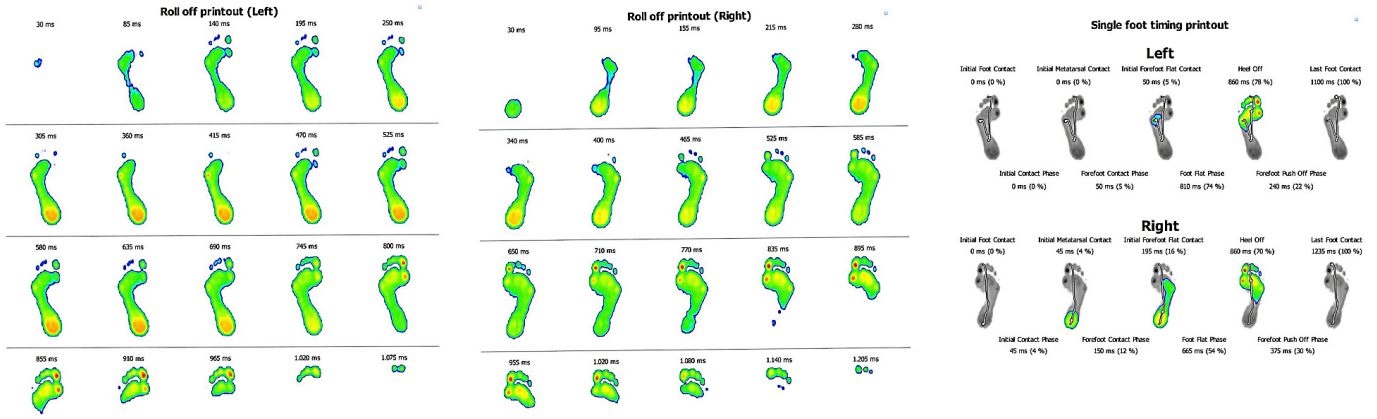 Roll off printout (Left)
30 ms 85 ms 140 ms 195 ms 250 ms
305 ms 360 ms 415 ms 470 ms 525 ms
580 ms 635 ms 690 ms 745 ms 800 ms
855 ms 910 ms 965 ms 1.020 ms 1.075 ms
Roll off printout (Right)
30 ms 95 ms 155 ms 215 ms 280 ms
340 ms 400 ms 465 ms 525 ms 585 ms
650 ms 710 ms 770 ms 835 ms 895 ms
955 ms 1.020 ms 1.080 ms 1.140 ms 1.205 ms
Single foot timing printout
Left
Initial Foot Contact Initial Metatarsal Contact Initial Forefoot Flat Contact Heel Off Last Foot Contact
0 ms (0 %) 0 ms (0 %) 50 ms (5 %) 860 ms (78 %) 1100 ms (100 %)
Initial Contact Phase Forefoot Contact Phase Foot Flat Phase Forefoot Push Off Phase
0 ms (0 %) 50 ms (5 %) 810 ms (74 %) 240 ms (22 %)
Right
Initial Foot Contact Initial Metatarsal Contact Initial Forefoot Flat Contact Heel Off Last Foot Contact
0 ms (0 %) 45 ms (4 %) 195 ms (16 %) 860 ms (70 %) 1235 ms (100 %)
Initial Contact Phase Forefoot Contact Phase Foot Flat Phase Forefoot Push Off Phase
45 ms (4 %) 150 ms (12 %) 665 ms (54 %) 375 ms (30 %)